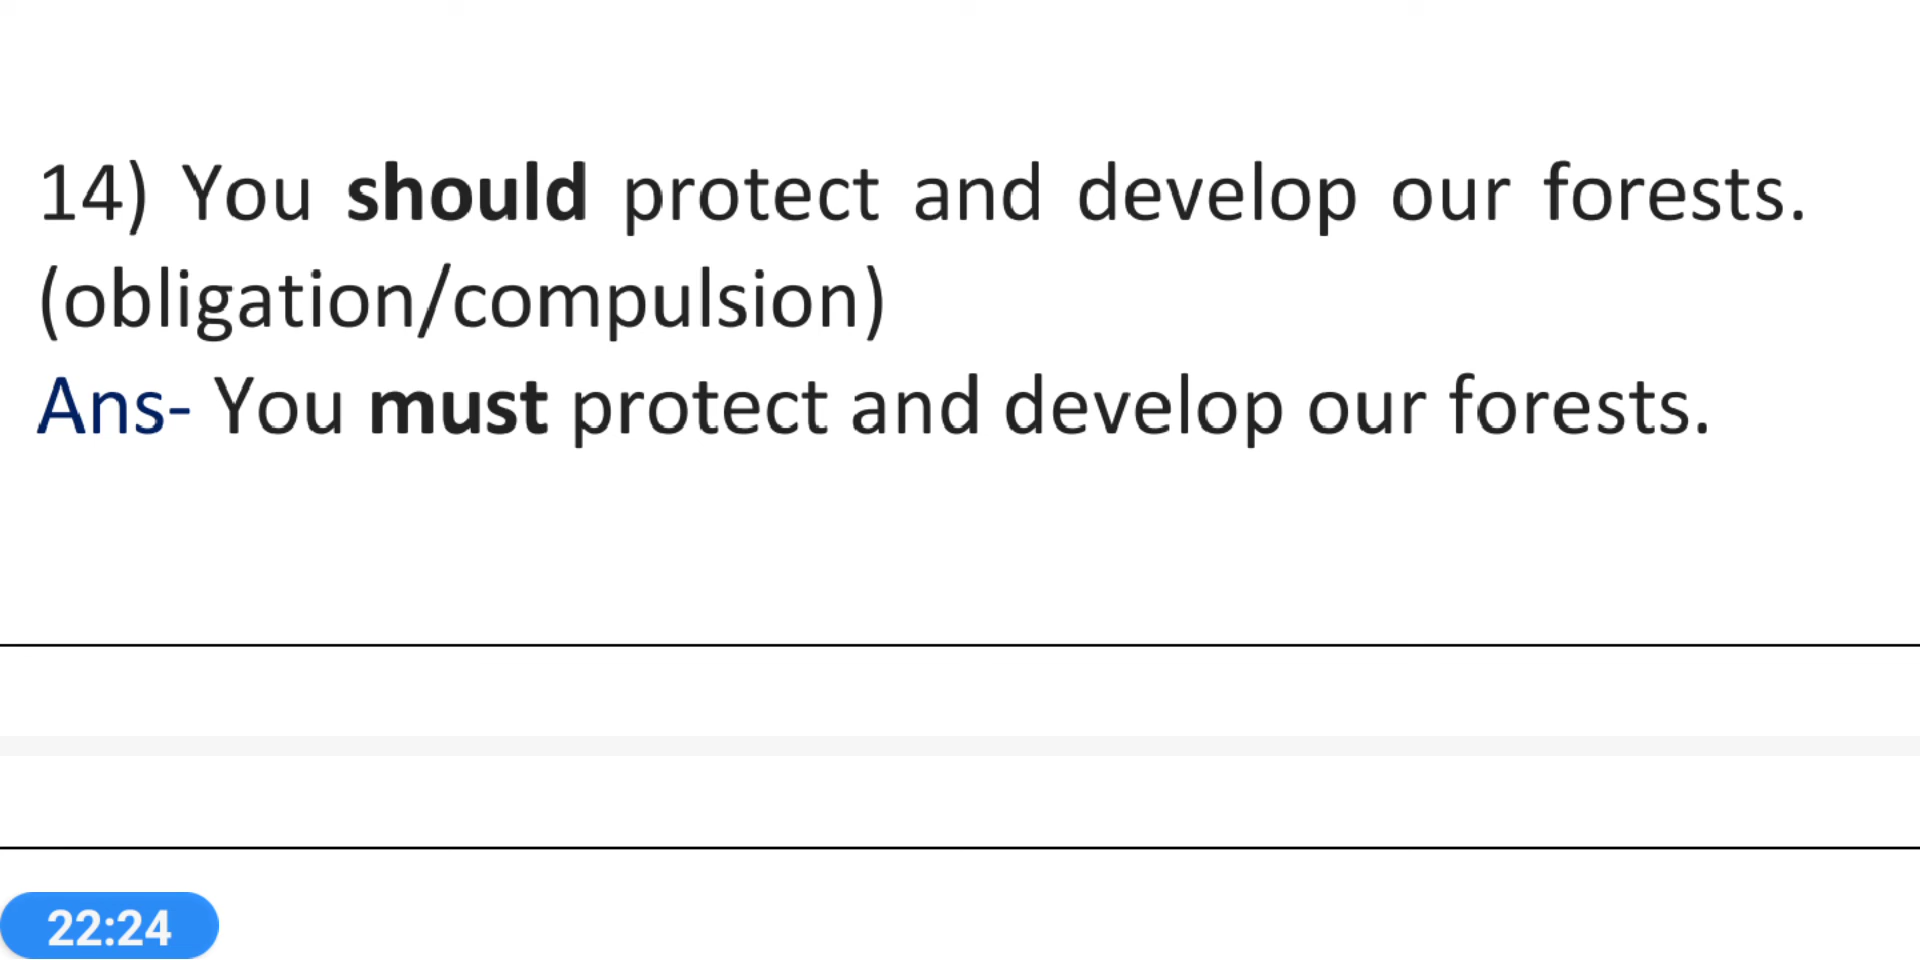 14) You should protect and develop our forests.
(obligation/compulsion)
Ans- You must protect and develop our forests.
22:24